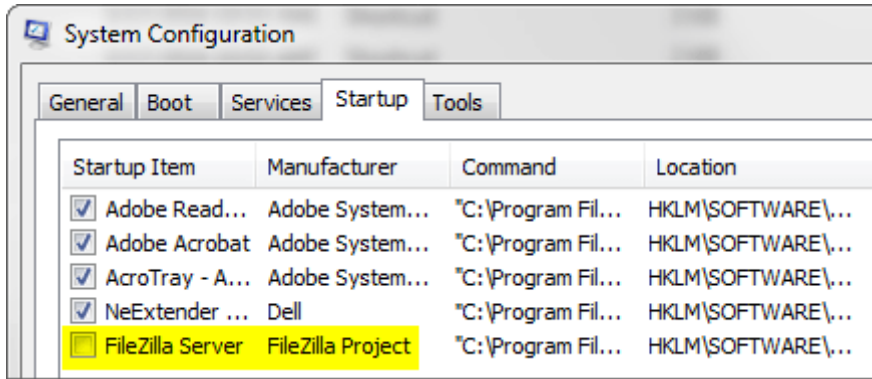 System Configuration
General Boot Services Startup Tools
Startup Item Manufacturer Command Location
Adobe Read... Adobe System... "C:\Program Fil... HKLM\SOFTWARE\...
Adobe Acrobat Adobe System... "C:\Program Fil... HKLM\SOFTWARE\...
AcroTray - A... Adobe System... "C:\Program Fil... HKLM\SOFTWARE\...
NeExtender ... Dell "C:\Program Fil... HKLM\SOFTWARE\...
FileZilla Server FileZilla Project "C:\Program Fil... HKLM\SOFTWARE\...